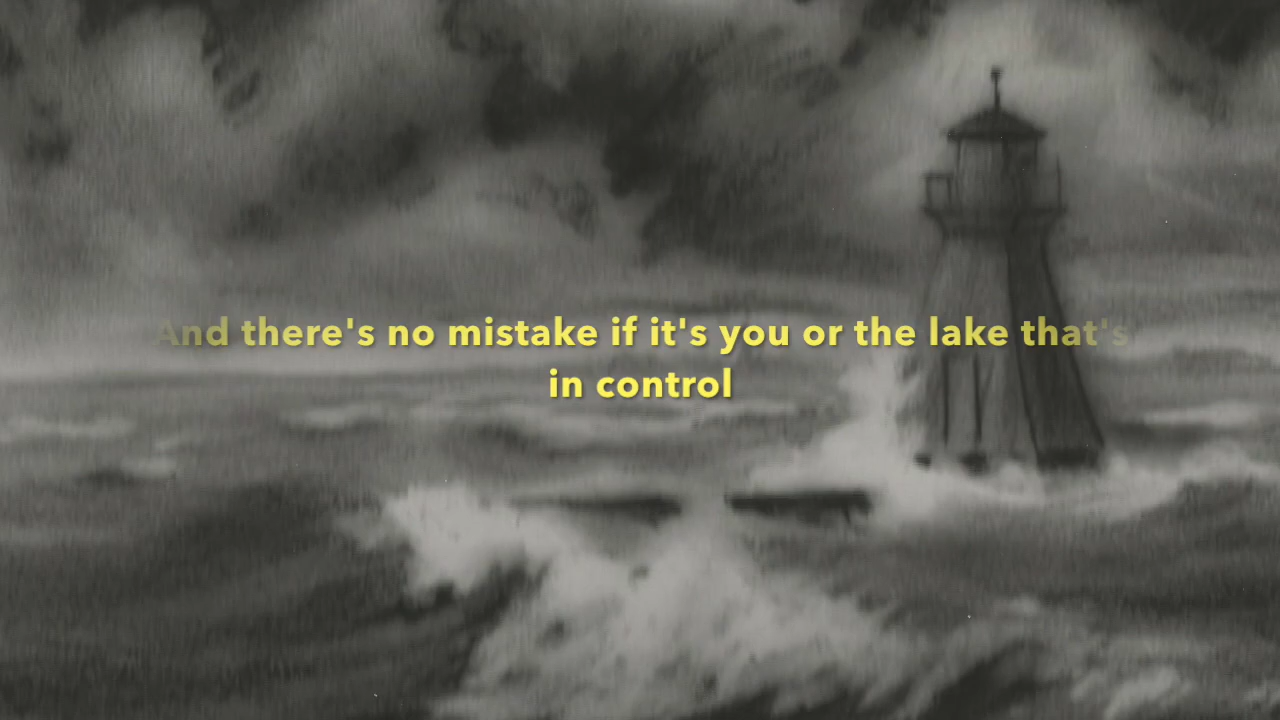 And there's no mistake if it's you or the lake that's
in control